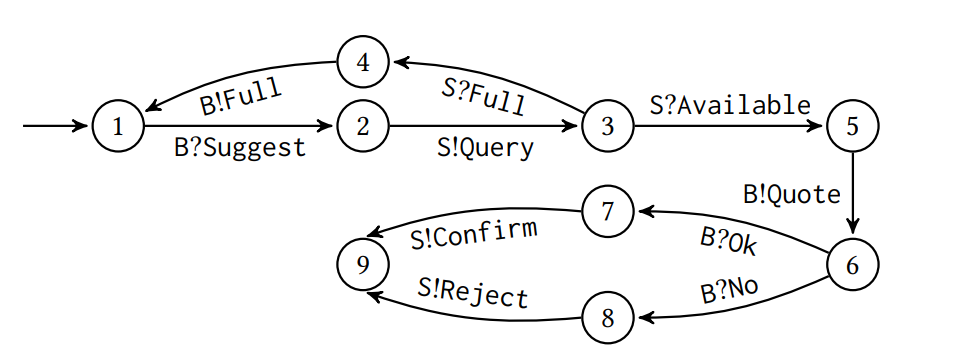 4
B!Full
S?Full
S?Available
1
2
3
5
B?Suggest
S!Query
B!Quote
7
S!Confirm
B?Ok
9
6
S!Reject
B?No
8